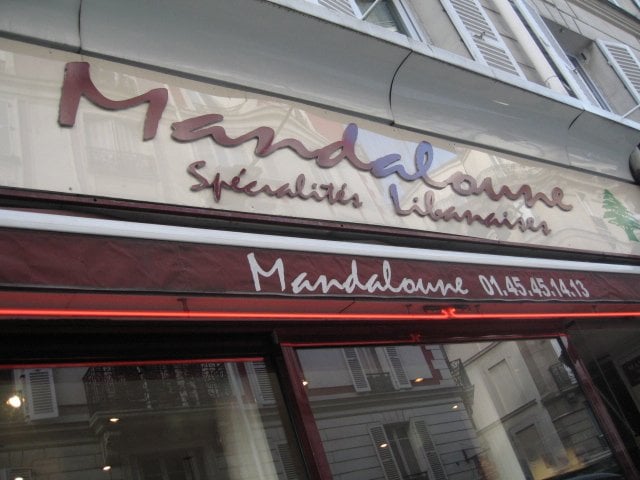 Mandaloune
Spécialités Libanaises
Mandaloune 01.45.45.14.13